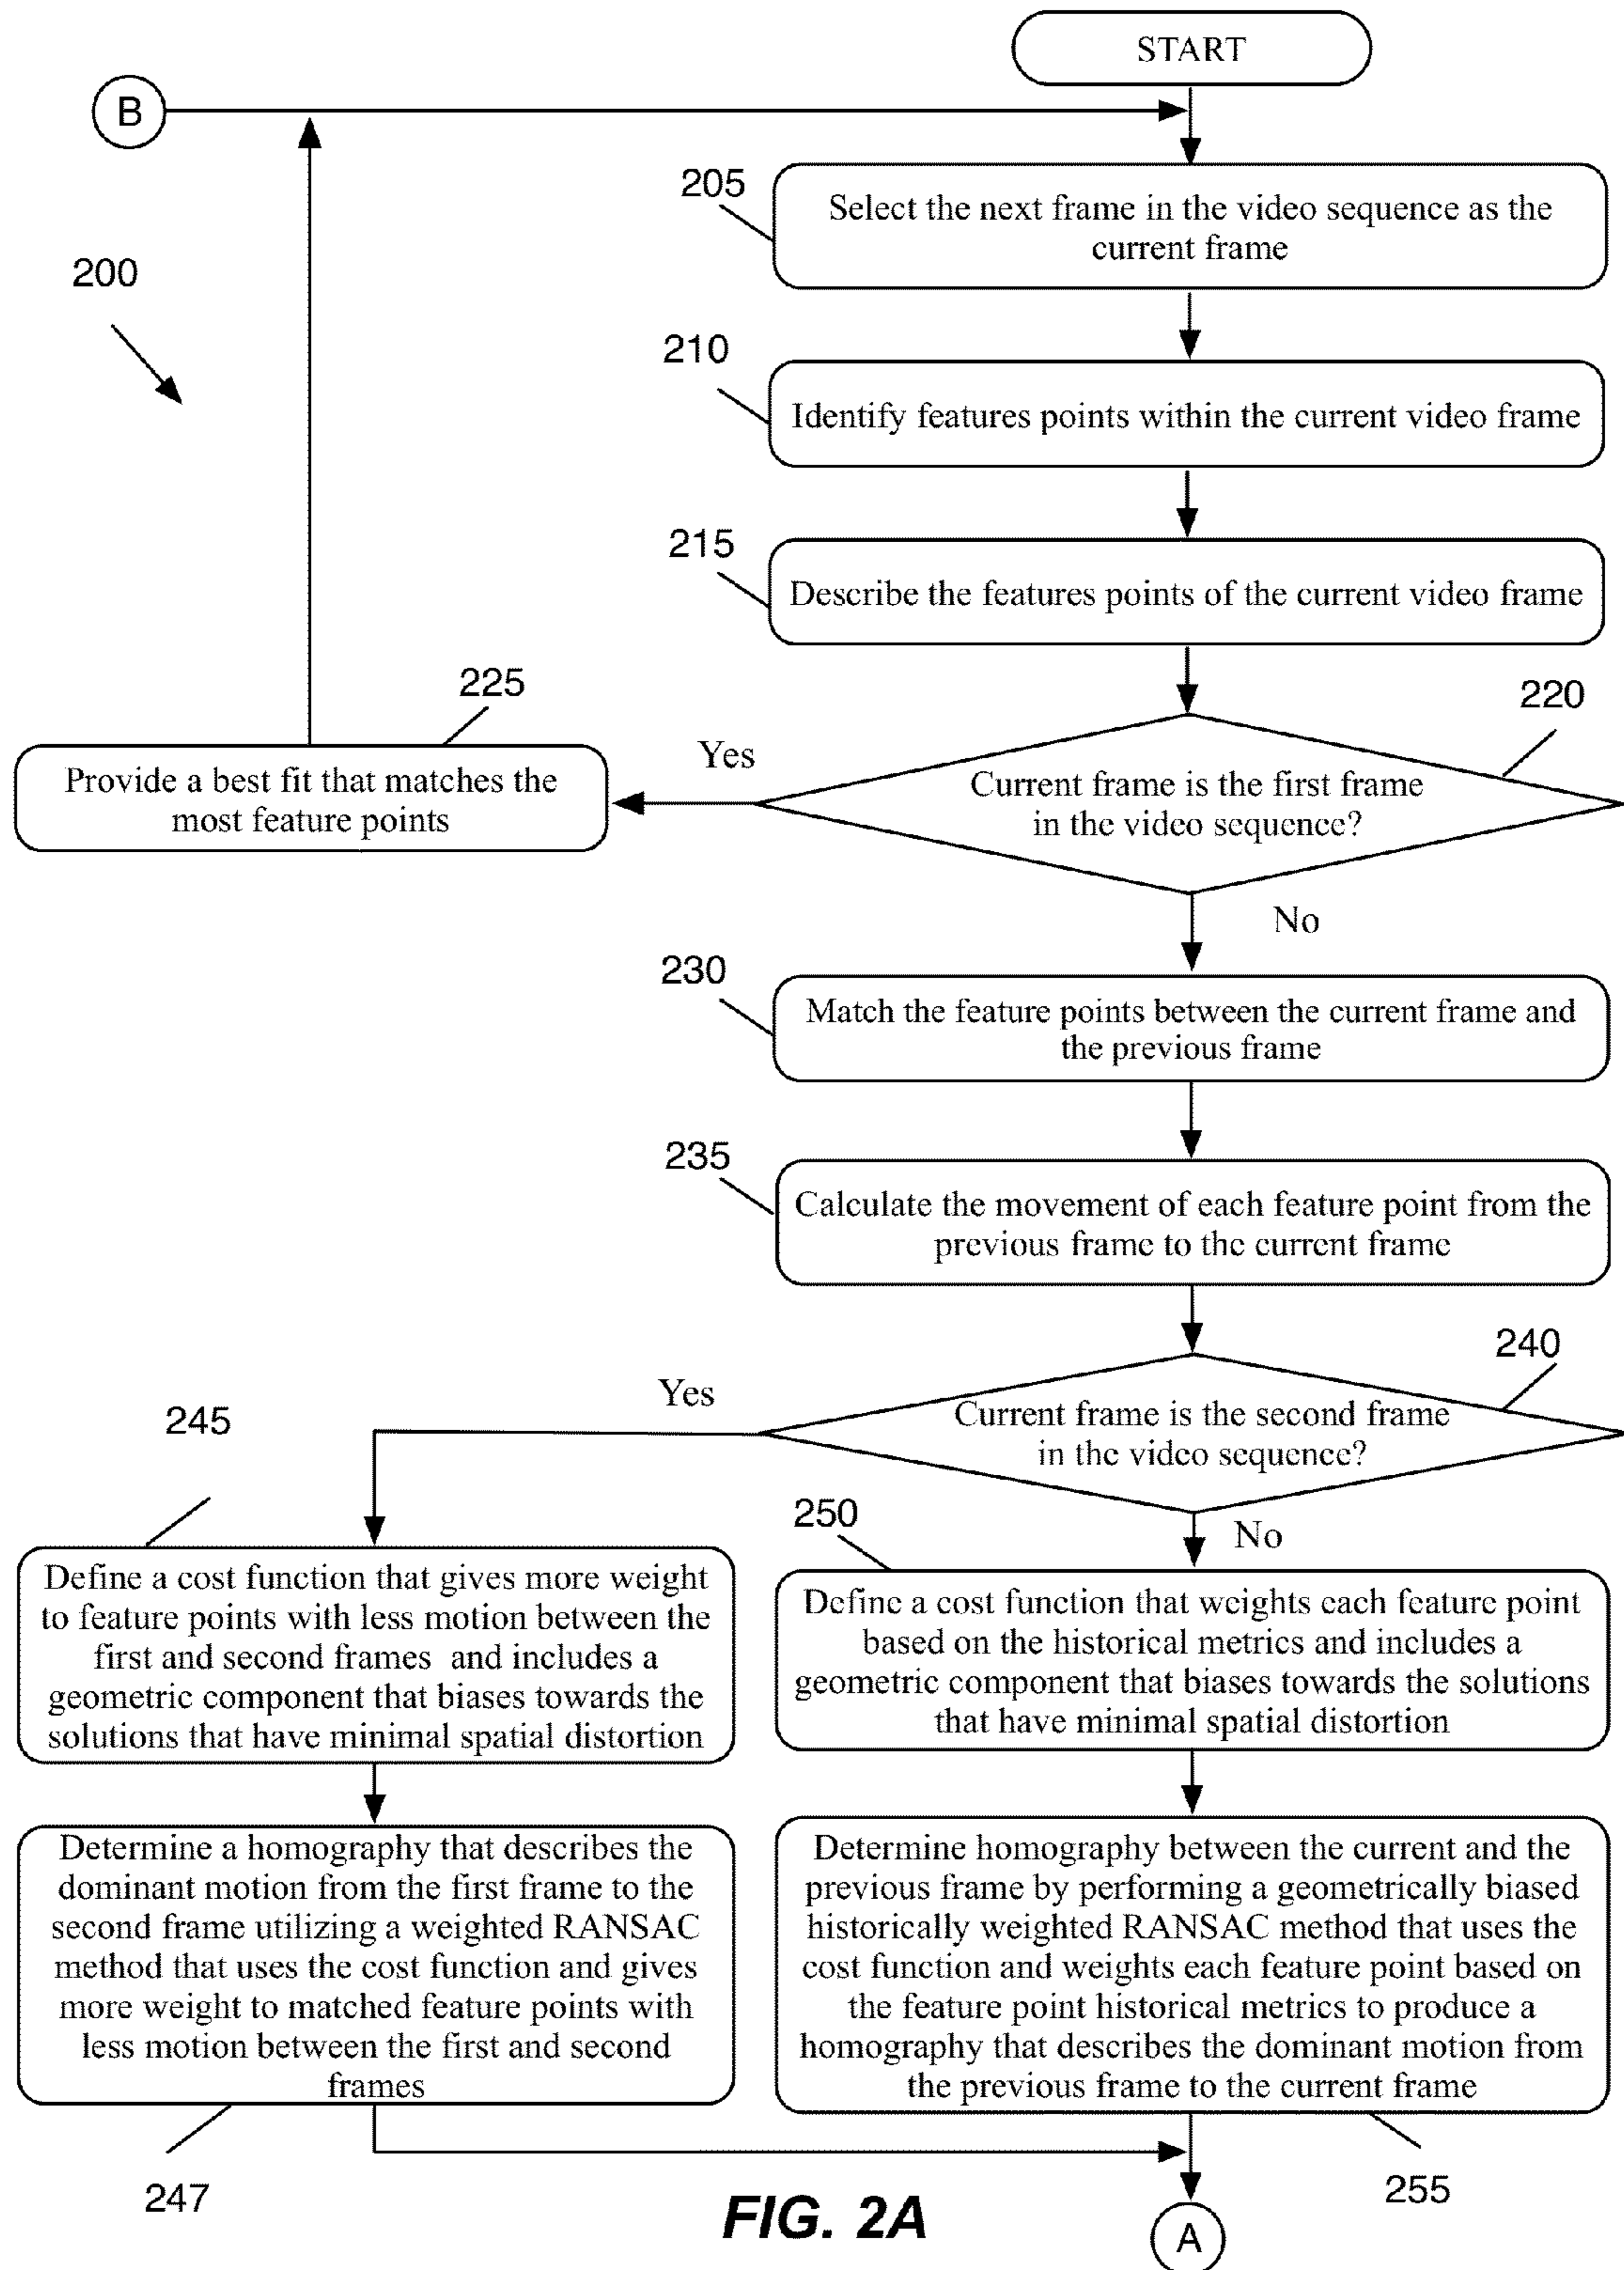 START
B
205
Select the next frame in the video sequence as the
current frame
200
210
Identify features points within the current video frame
215
Describe the features points of the current video frame
220
Current frame is the first frame
in the video sequence?
Yes
225
Provide a best fit that matches the
most feature points
No
230
Match the feature points between the current frame and
the previous frame
235
Calculate the movement of each feature point from the
previous frame to the current frame
240
Current frame is the second frame
in the video sequence?
Yes
245
Define a cost function that gives more weight
to feature points with less motion between the
first and second frames and includes a
geometric component that biases towards the
solutions that have minimal spatial distortion
No
250
Define a cost function that weights each feature point
based on the historical metrics and includes a
geometric component that biases towards the solutions
that have minimal spatial distortion
Determine a homography that describes the
dominant motion from the first frame to the
second frame utilizing a weighted RANSAC
method that uses the cost function and gives
more weight to matched feature points with
less motion between the first and second
frames
247
Determine homography between the current and the
previous frame by performing a geometrically biased
historically weighted RANSAC method that uses the
cost function and weights each feature point based on
the feature point historical metrics to produce a
homography that describes the dominant motion from
the previous frame to the current frame
255
FIG. 2A
A